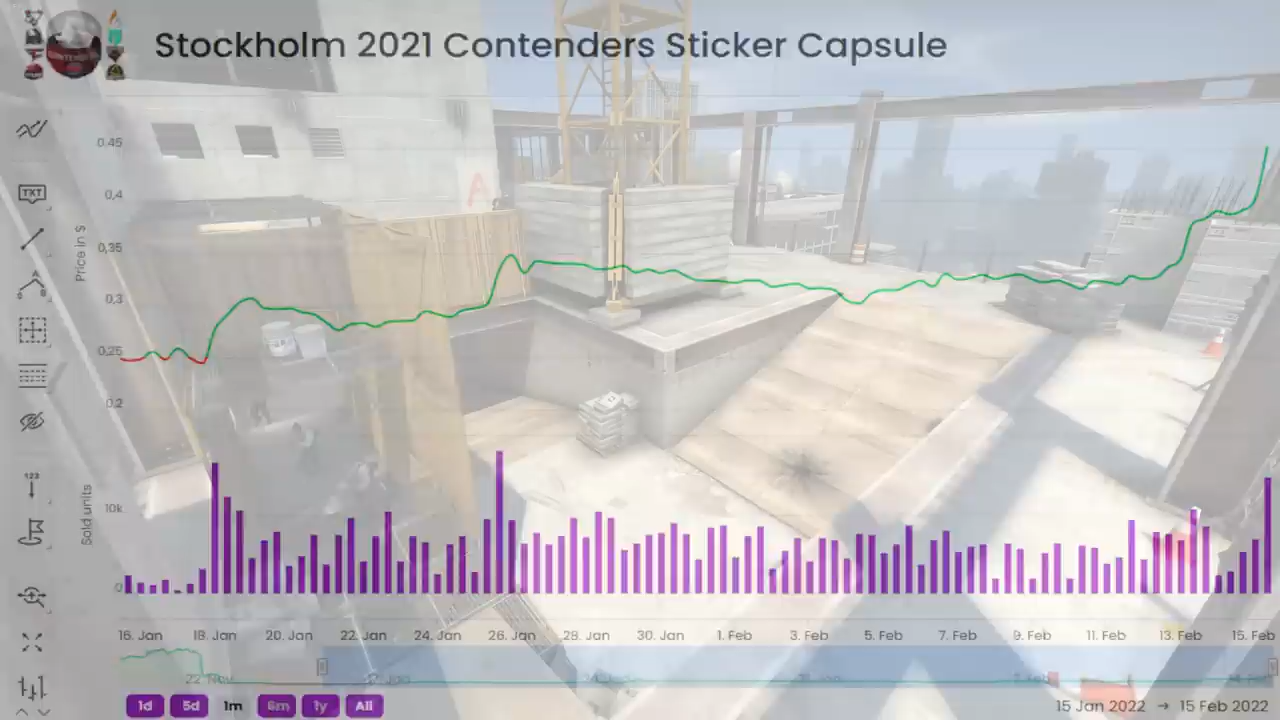 Stockholm 2021 Contenders Sticker Capsule
0.45
0,4
0,35
0,3
0,25
0,2
Price in $
10k
0
Sold units
TXT
123
A
16. Jan 18. Jan 20. Jan 22. Jan 24. Jan 26. Jan 28. Jan 30. Jan 1. Feb 3. Feb 5. Feb 7. Feb 9. Feb 11. Feb 13. Feb 15. Feb
22. Nov
1d 5d 1m 6m 1y All
15 Jan 2022 → 15 Feb 2022